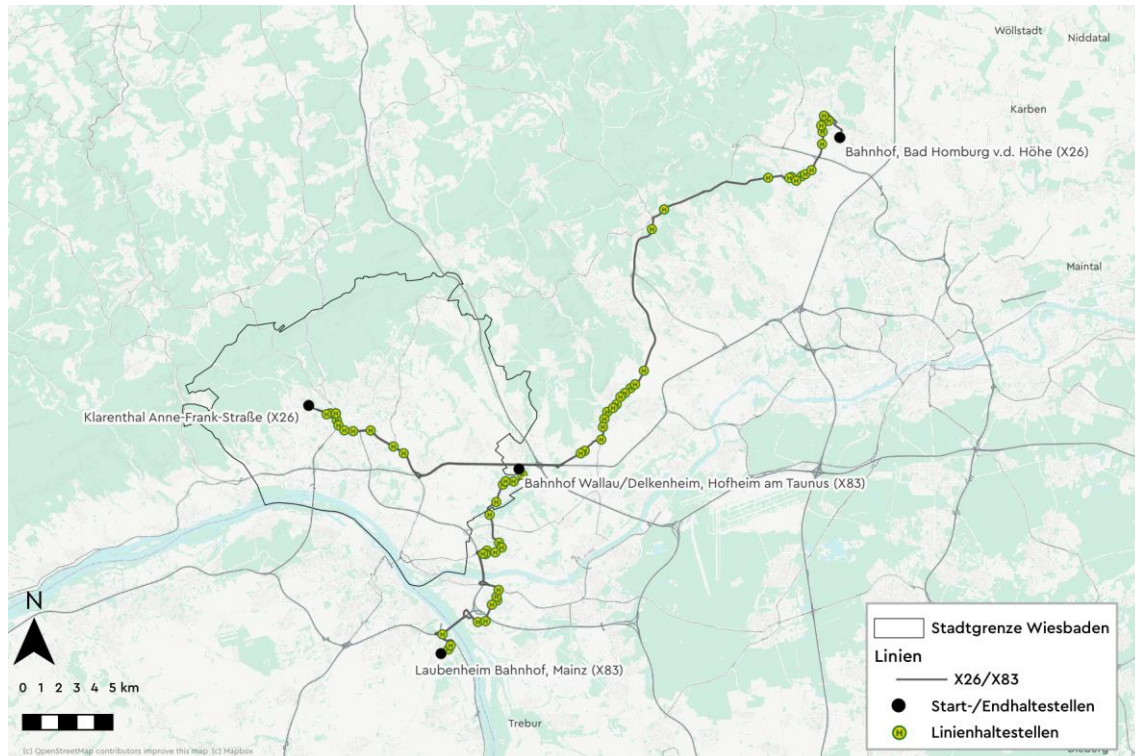 Wöllstadt
Niddatal
Karben
Bahnhof, Bad Homburg v.d. Höhe (X26)
Maintal
Klarenthal Anne-Frank-Straße (X26)
Bahnhof Wallau/Delkenheim, Hofheim am Taunus (X83)
Laubenheim Bahnhof, Mainz (X83)
Trebur
N
0 1 2 3 4 5 km
Stadtgrenze Wiesbaden
Linien
X26/X83
Start-/Endhaltestellen
H Linienhaltestellen
(c) OpenStreetMap contributors improve this map (c) Mapbox